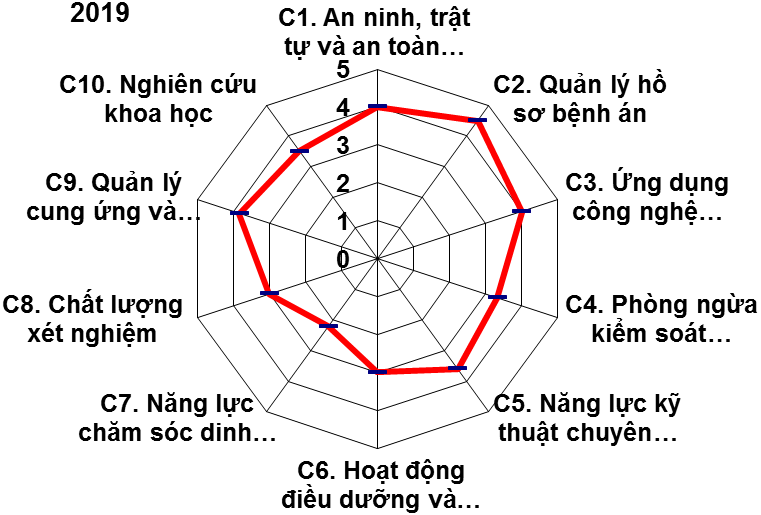 2019
C1. An ninh, trật
tự và an toàn…
C2. Quản lý hồ
sơ bệnh án
C3. Ứng dụng
công nghệ…
C4. Phòng ngừa
kiểm soát…
C5. Năng lực kỹ
thuật chuyên…
C6. Hoạt động
điều dưỡng và…
C7. Năng lực
chăm sóc dinh…
C8. Chất lượng
xét nghiệm
C9. Quản lý
cung ứng và…
C10. Nghiên cứu
khoa học
5
4
3
2
1
0